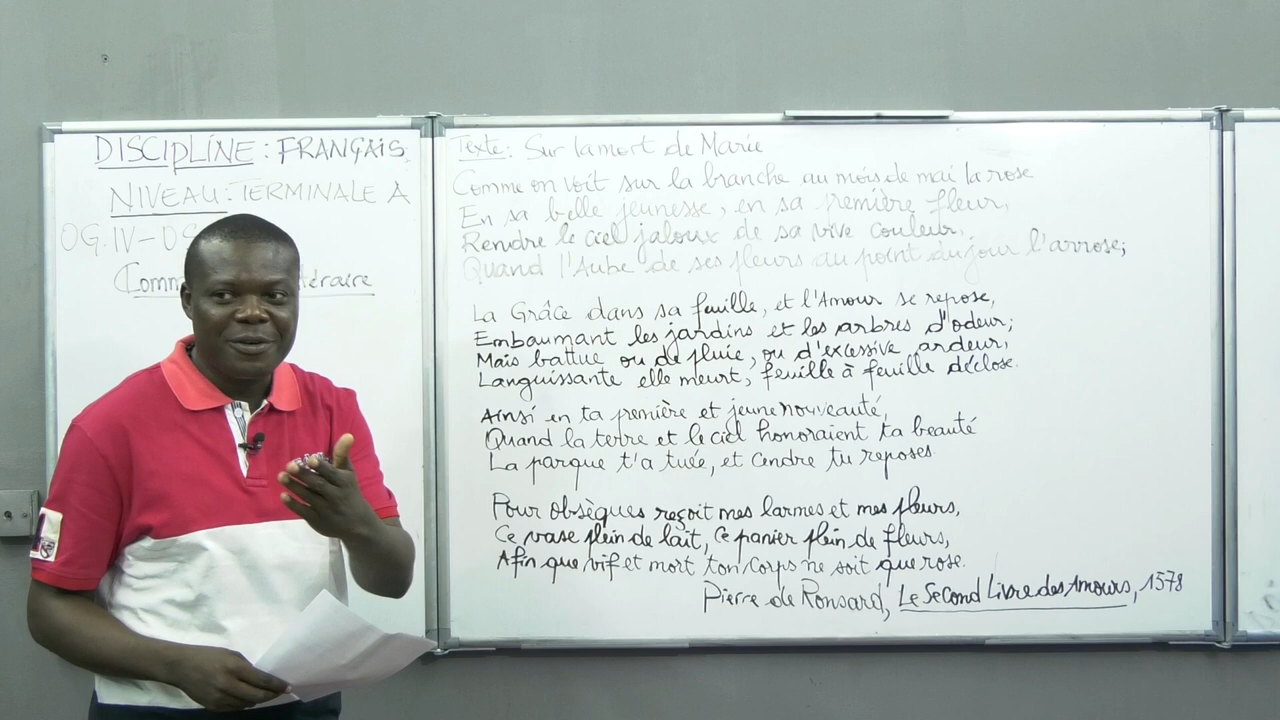 DISCIPLINE : FRANÇAIS
NIVEAU : TERMINALE A
OG.IV - OS
Comm éraire
Texte : Sur la mort de Marie
Comme on voit sur la branche au mois de mai la rose
En sa belle jeunesse, en sa première fleur,
Rendre le ciel jaloux de sa vive couleur,
Quand l'Aube de ses fleurs au point du jour l'arrose;
La Grâce dans sa feuille, et l'Amour se repose,
Embaumant les jardins et les arbres d'odeur;
Mais battue ou de pluie, ou d'excessive ardeur,
Languissante elle meurt, feuille à feuille déclose.
Ainsi en ta première et jeune nouveauté,
Quand la terre et le ciel honoraient ta beauté
La parque t'a tuée, et cendre tu reposes
Pour obsèques reçoit mes larmes et mes fleurs,
Ce vase plein de lait, ce panier plein de fleurs,
Afin que vif et mort ton corps ne soit que rose.
Pierre de Ronsard, Le Second Livre des Amours, 1578